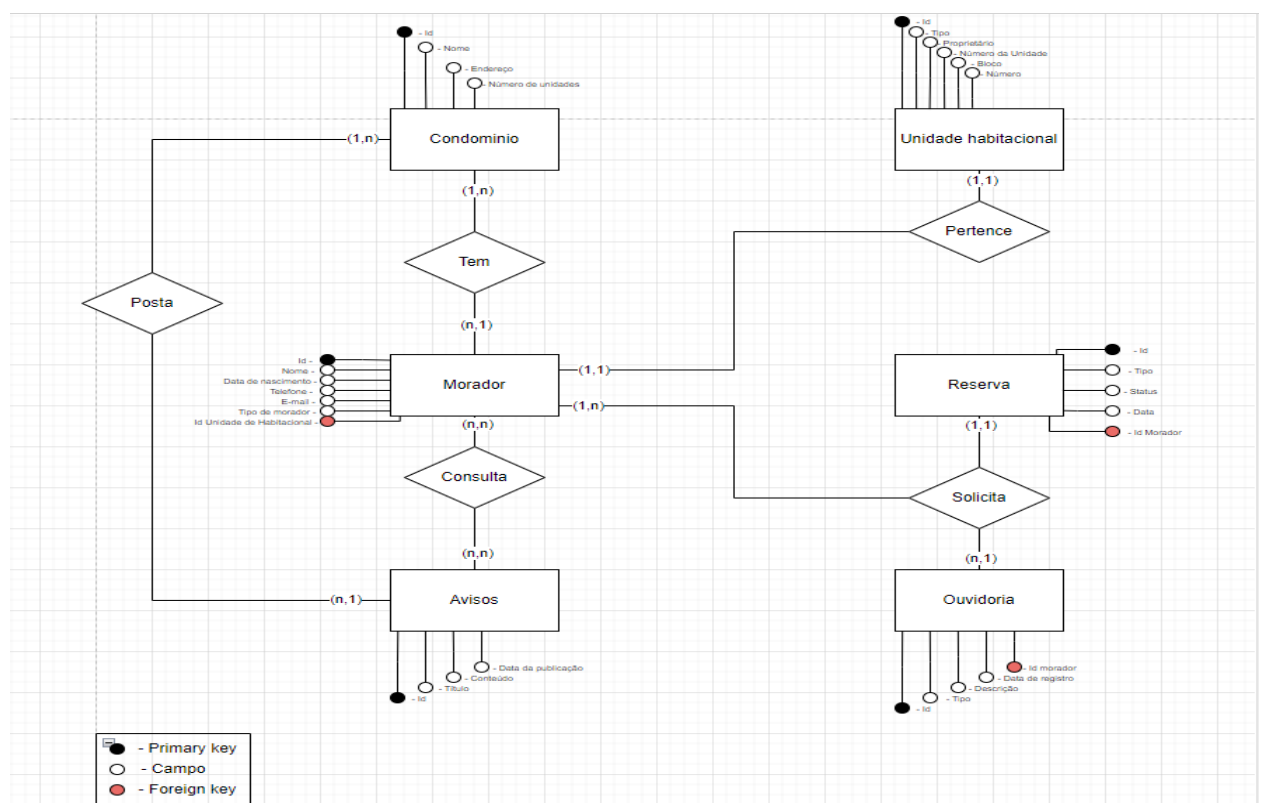 - Id
- Nome
- Endereço
- Número de unidades
- Id
- Tipo
- Proprietário
- Número da Unidade
- Bloco
- Número
(1,n)
Condominio
Unidade habitacional
(1,n)
(1,1)
Tem
Pertence
Posta
(n,1)
Id -
Nome -
Data de nascimento -
Telefone -
E-mail -
Tipo de morador -
Id Unidade de Habitacional -
Morador
(1,1)
(1,n)
Reserva
- Id
- Tipo
- Status
- Data
- Id Morador
(n,n)
(1,1)
Consulta
Solicita
(n,n)
(n,1)
(n,1)
Avisos
Ouvidoria
- Data da publicação
- Conteúdo
- Título
- Id
- Id morador
- Data de registro
- Descrição
- Tipo
- Id
- Primary key
- Campo
- Foreign key